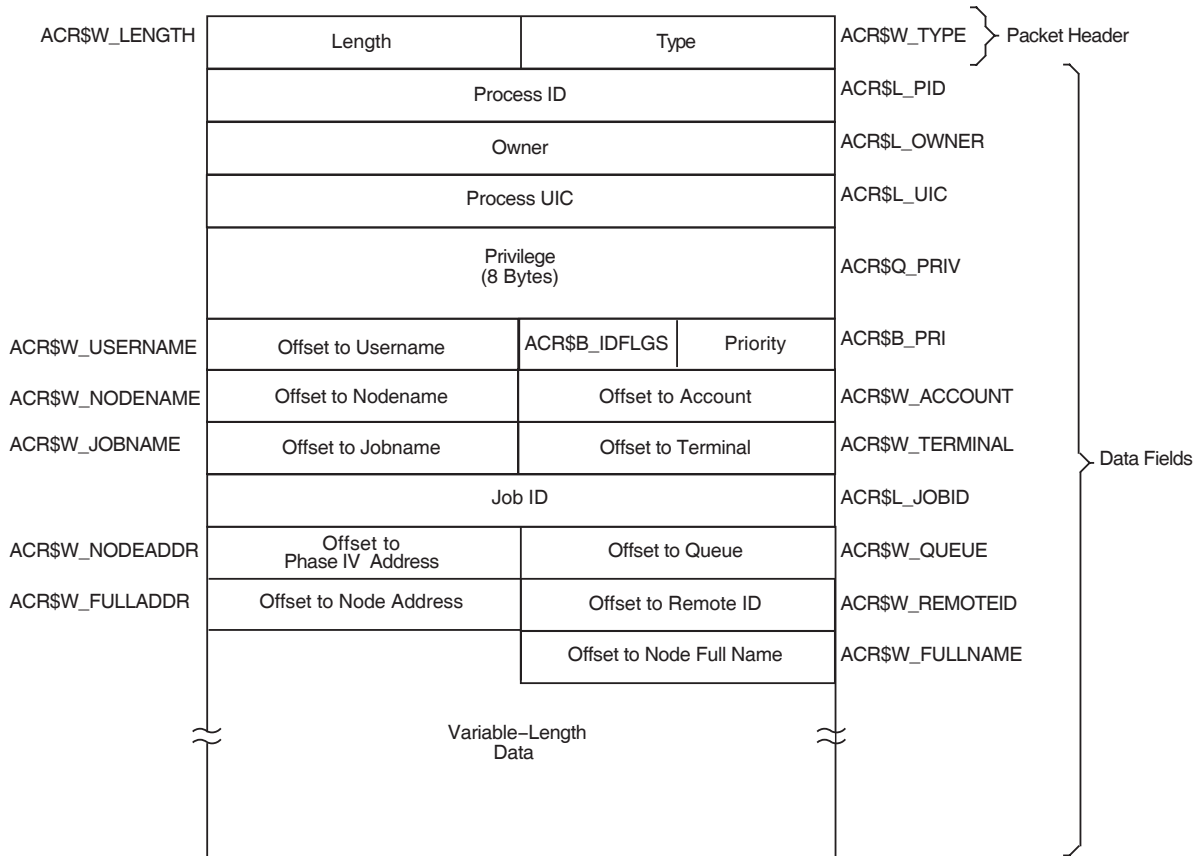 ACR$W_LENGTH Length Type ACR$W_TYPE Packet Header
Process ID ACR$L_PID
Owner ACR$L_OWNER
Process UIC ACR$L_UIC
Privilege
(8 Bytes) ACR$Q_PRIV
ACR$W_USERNAME Offset to Username ACR$B_IDFLGS Priority ACR$B_PRI
ACR$W_NODENAME Offset to Nodename Offset to Account ACR$W_ACCOUNT
ACR$W_JOBNAME Offset to Jobname Offset to Terminal ACR$W_TERMINAL
Data Fields
Job ID ACR$L_JOBID
ACR$W_NODEADDR Offset to
Phase IV Address Offset to Queue ACR$W_QUEUE
ACR$W_FULLADDR Offset to Node Address Offset to Remote ID ACR$W_REMOTEID
Offset to Node Full Name ACR$W_FULLNAME
Variable−Length
Data